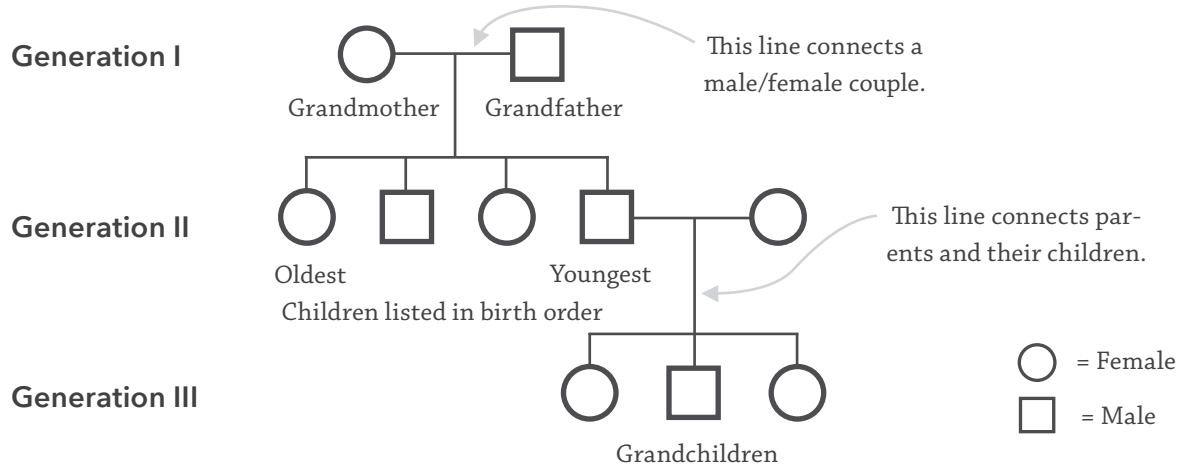 Generation I
This line connects a
male/female couple.
Grandmother
Grandfather
Generation II
This line connects par-
ents and their children.
Oldest
Youngest
Children listed in birth order
Generation III
= Female
= Male
Grandchildren